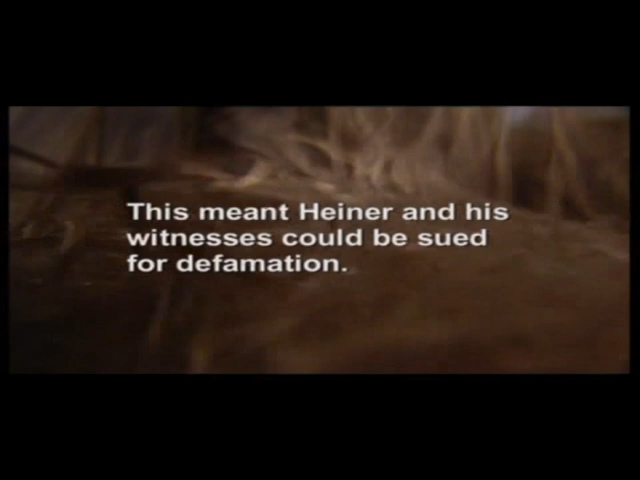 This meant Heiner and his
witnesses could be sued
for defamation.